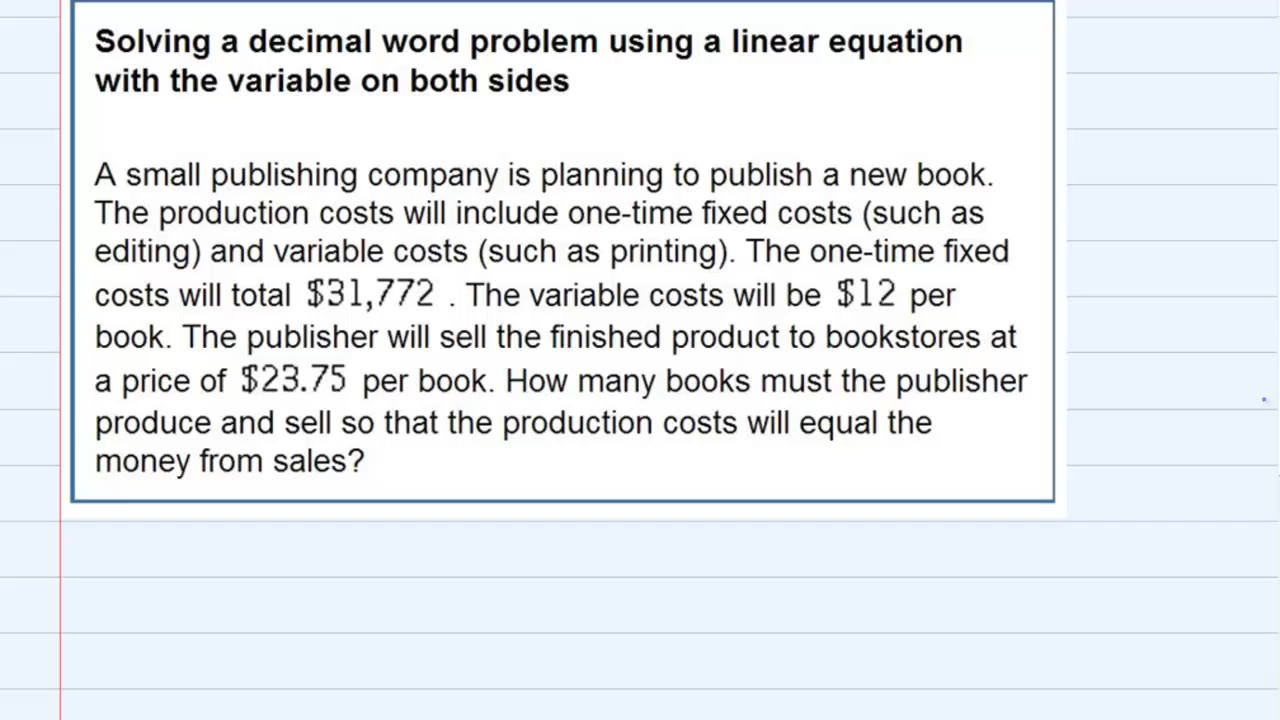 Solving a decimal word problem using a linear equation
with the variable on both sides
A small publishing company is planning to publish a new book.
The production costs will include one-time fixed costs (such as
editing) and variable costs (such as printing). The one-time fixed
costs will total $31,772 . The variable costs will be $12 per
book. The publisher will sell the finished product to bookstores at
a price of $23.75 per book. How many books must the publisher
produce and sell so that the production costs will equal the
money from sales?